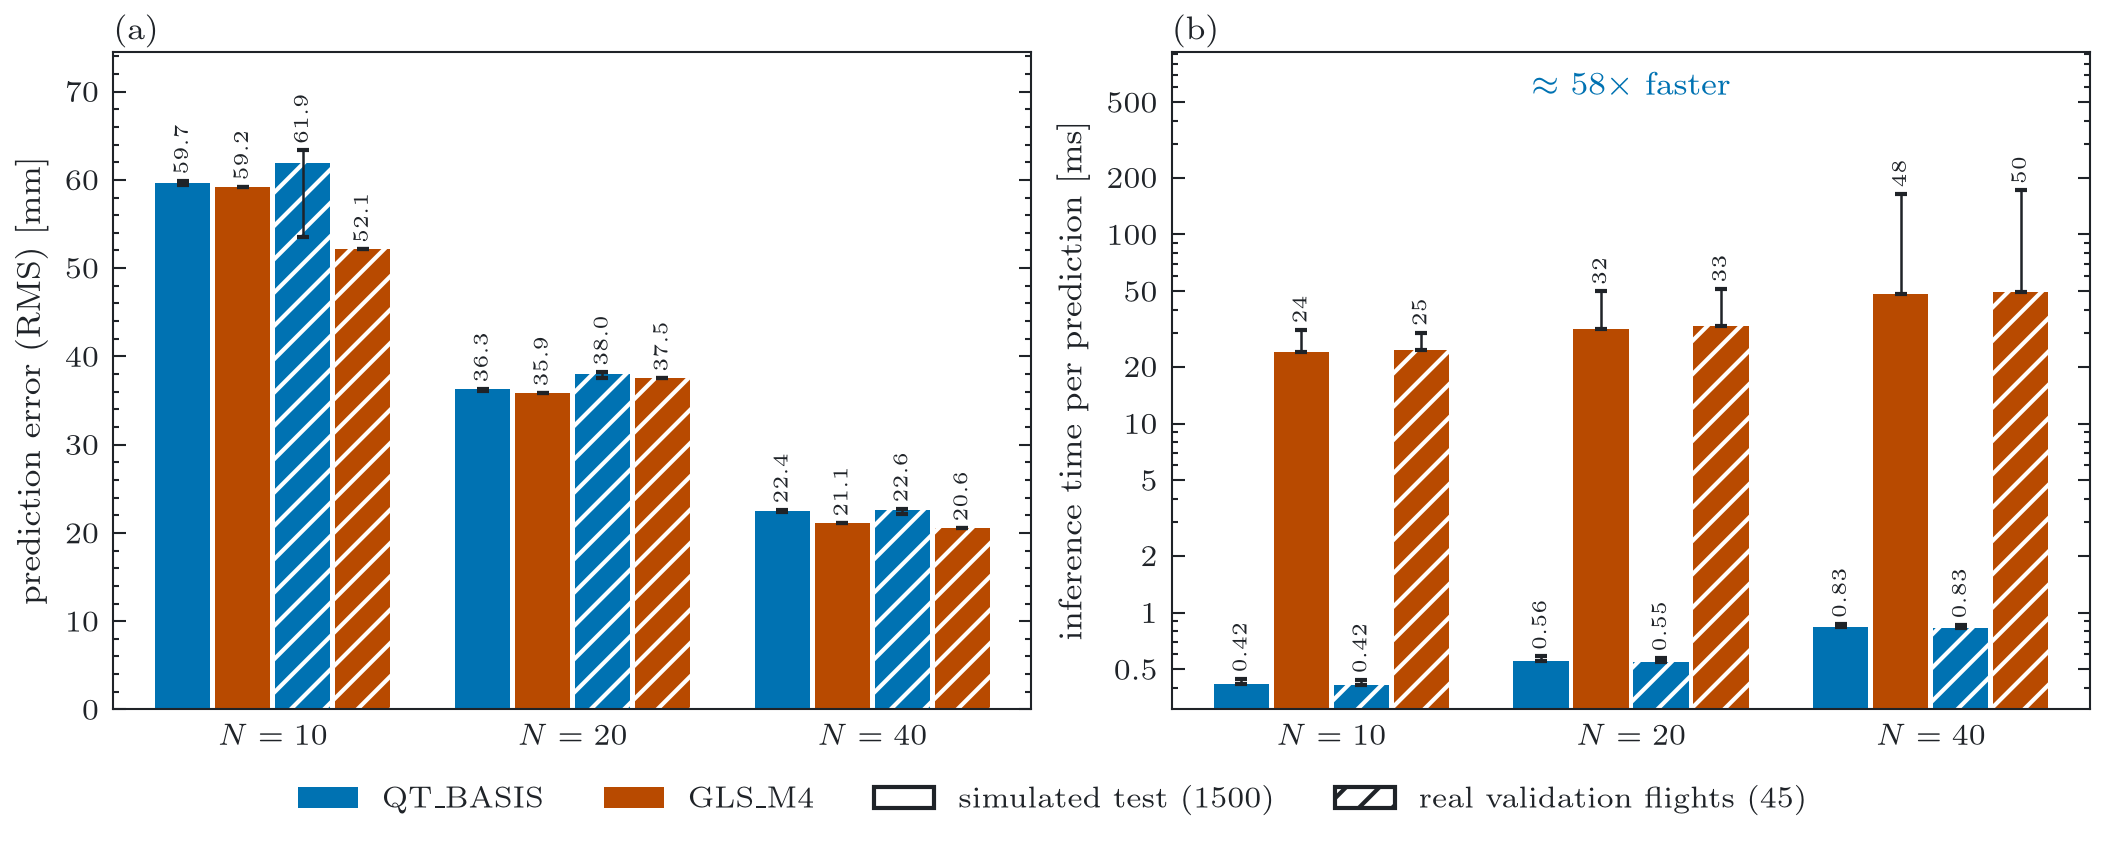 (a)
prediction error (RMS) [mm]
70
60
50
40
30
20
10
0
59.7
59.2
61.9
52.1
36.3
35.9
38.0
37.5
22.4
21.1
22.6
20.6
N = 10
N = 20
N = 40
(b)
≈ 58× faster
inference time per prediction [ms]
500
200
100
50
20
10
5
2
1
0.5
0.42
24
0.42
25
0.56
32
0.55
33
0.83
48
0.83
50
N = 10
N = 20
N = 40
QT_BASIS
GLS_M4
simulated test (1500)
real validation flights (45)